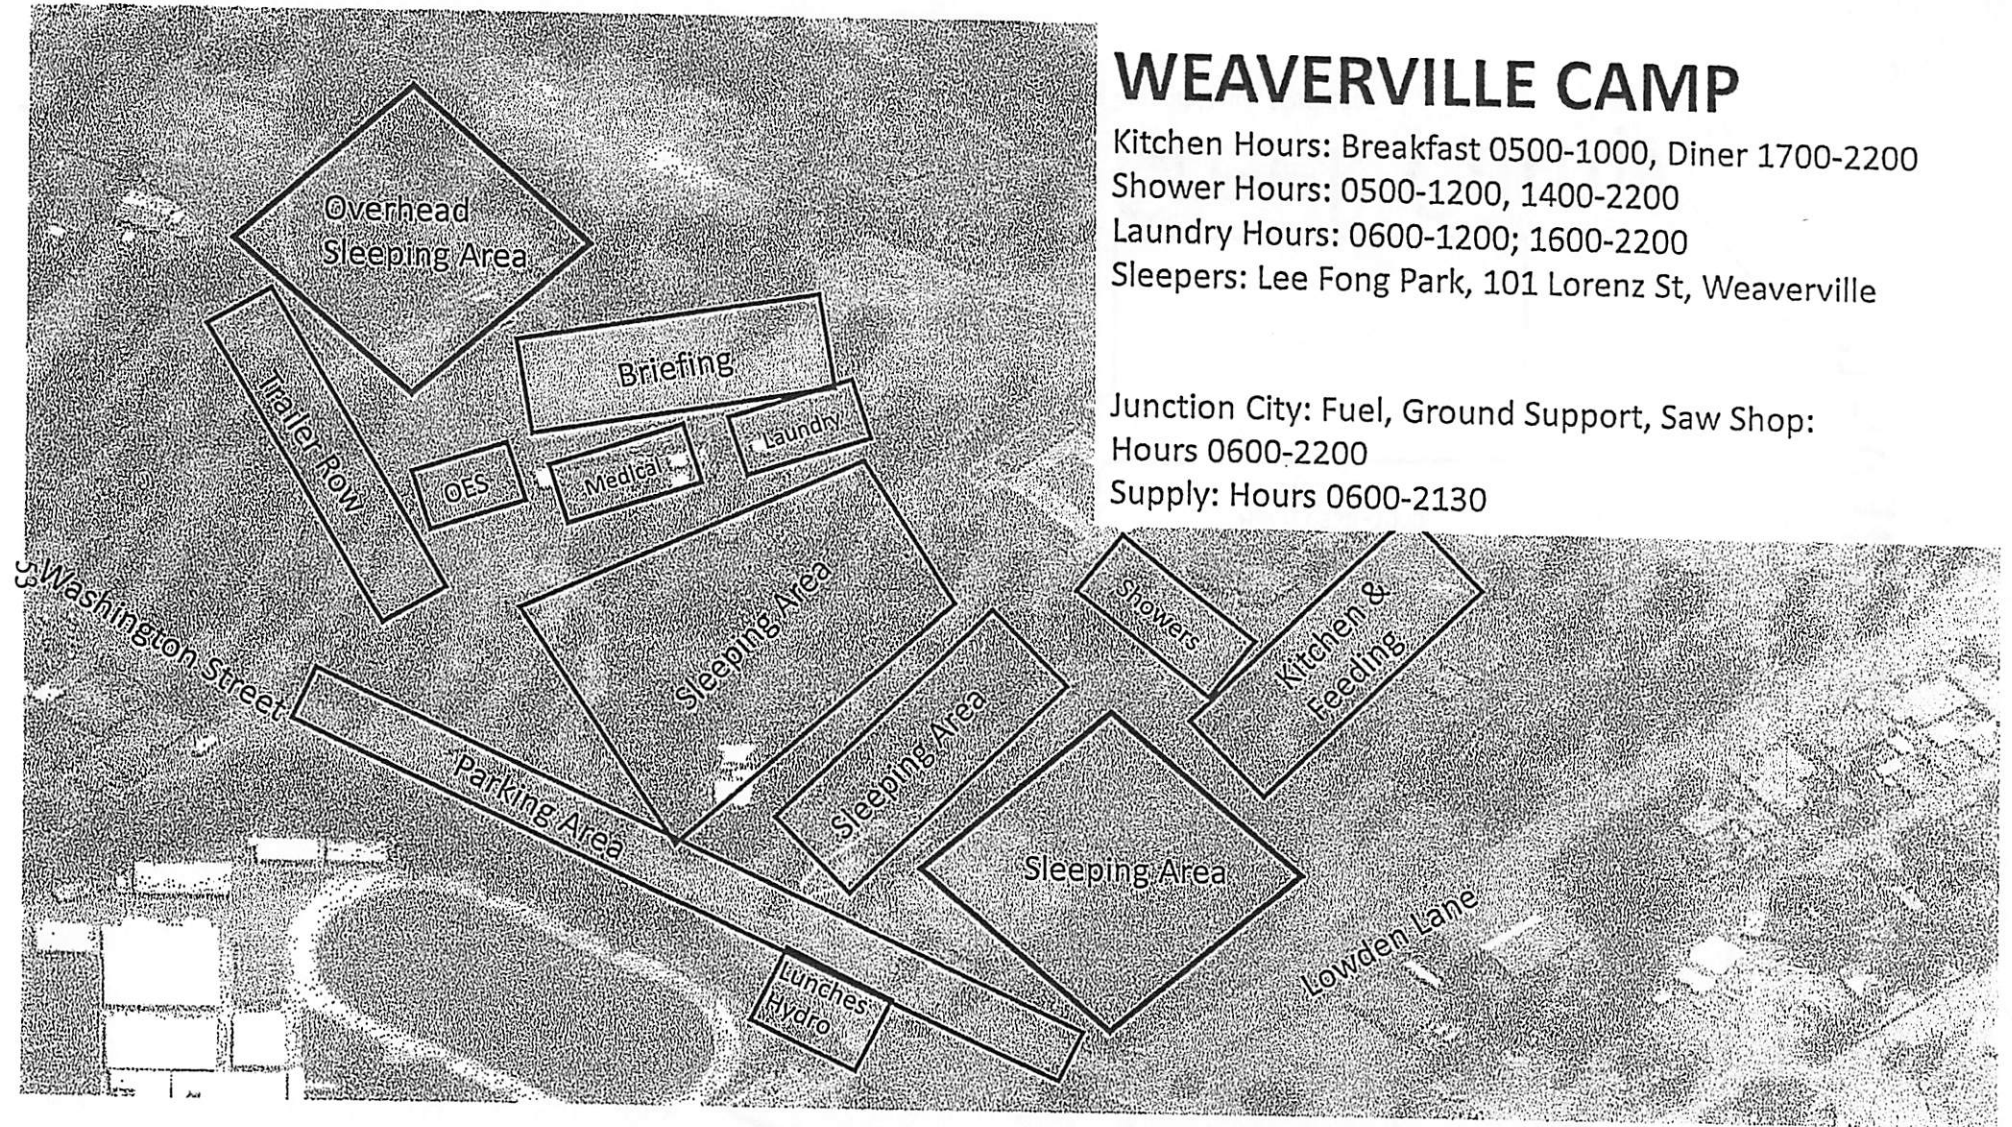 WEAVERVILLE CAMP
Kitchen Hours: Breakfast 0500-1000, Diner 1700-2200
Shower Hours: 0500-1200, 1400-2200
Laundry Hours: 0600-1200; 1600-2200
Sleepers: Lee Fong Park, 101 Lorenz St, Weaverville
Junction City: Fuel, Ground Support, Saw Shop:
Hours 0600-2200
Supply: Hours 0600-2130
Overhead
Sleeping Area
Briefing
Trailer Row
OES
Medical
Laundry
Sleeping Area
Showers
Kitchen &
Feeding
53
Washington Street
Parking Area
Sleeping Area
Sleeping Area
Lunches
Hydro
Lowden Lane